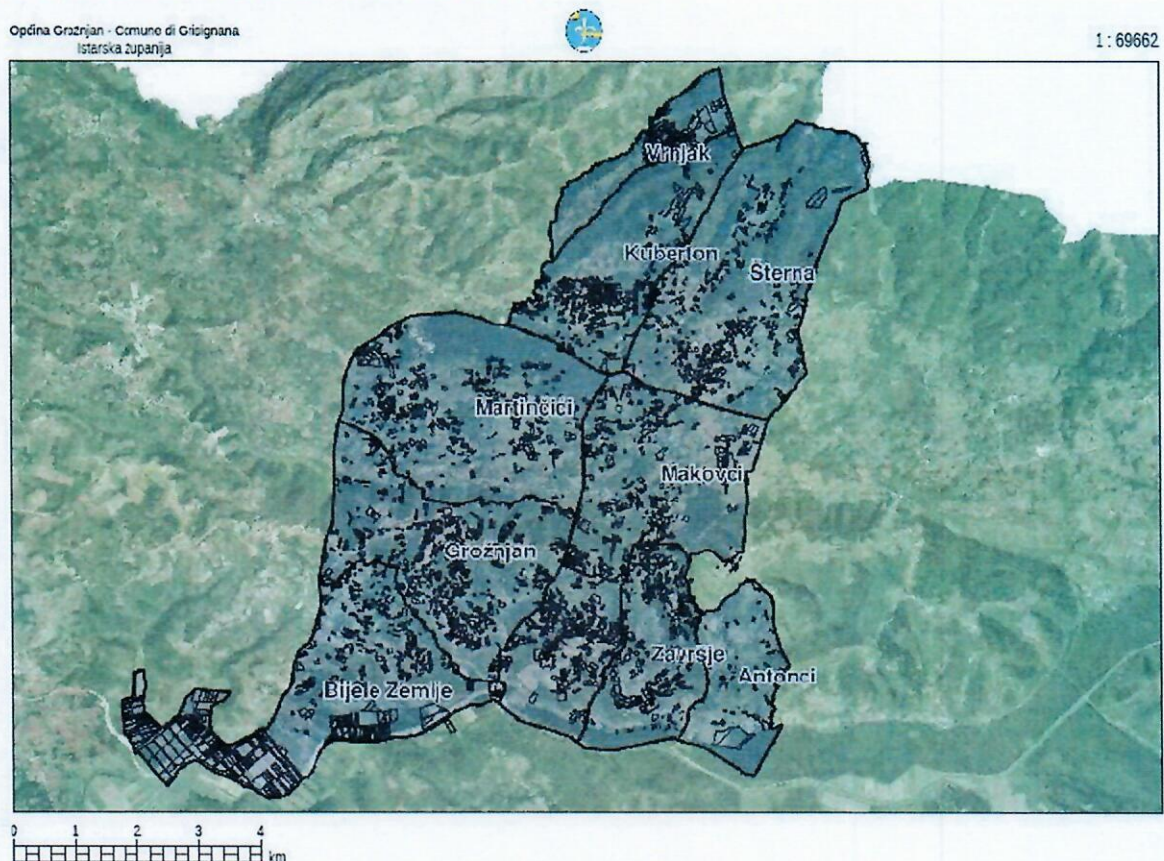 Općina Grožnjan - Comune di Grisignana
Istarska županija
1 : 69662
Vrnjak
Kuberton
Šterna
Martinčići
Makovci
Grožnjan
Završje
Antonci
Bijele Zemlje
0 1 2 3 4
km